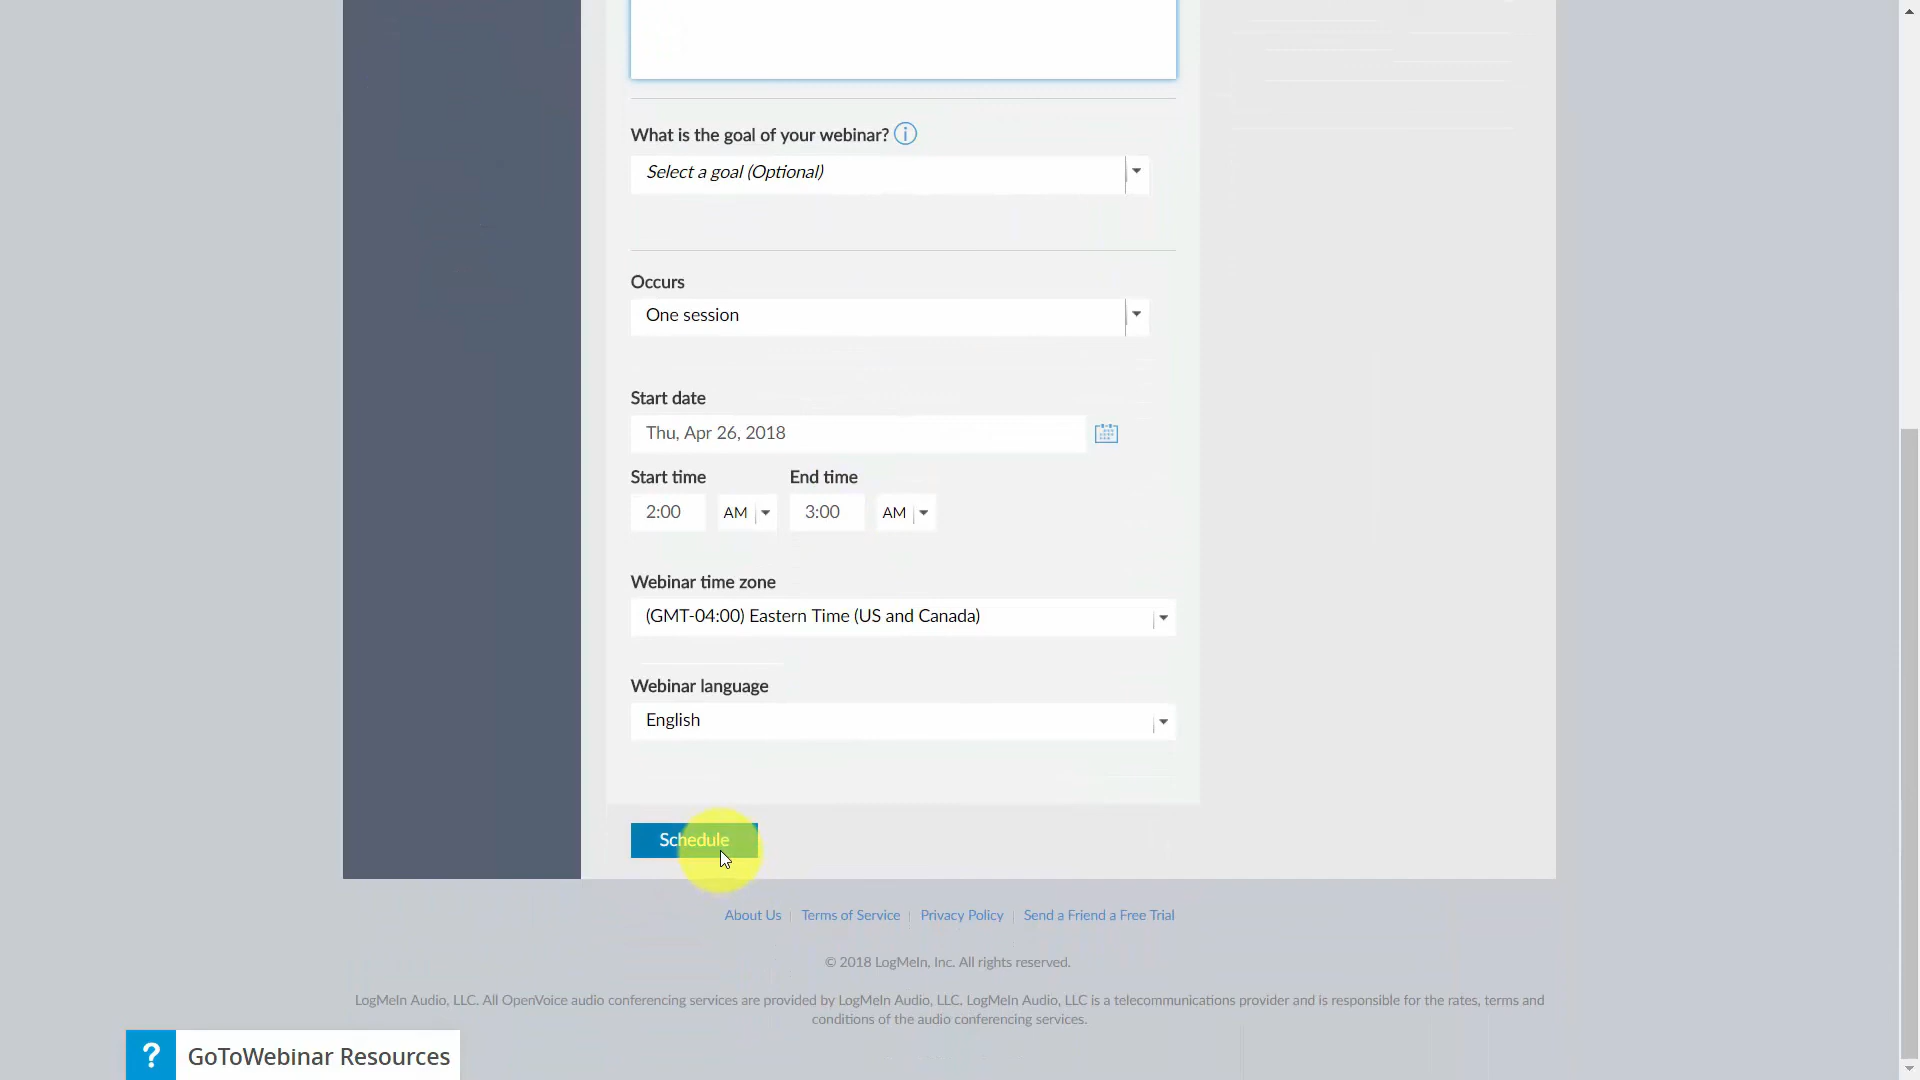 What is the goal of your webinar?
Select a goal (Optional)
Occurs
One session
Start date
Thu, Apr 26, 2018
Start time End time
2:00 AM 3:00 AM
Webinar time zone
(GMT-04:00) Eastern Time (US and Canada)
Webinar language
English
Schedule
About Us Terms of Service Privacy Policy Send a Friend a Free Trial
© 2018 LogMeIn, Inc. All rights reserved.
LogMeIn Audio, LLC. All OpenVoice audio conferencing services are provided by LogMeIn Audio, LLC. LogMeIn Audio, LLC is a telecommunications provider and is responsible for the rates, terms and
conditions of the audio conferencing services.
? GoToWebinar Resources